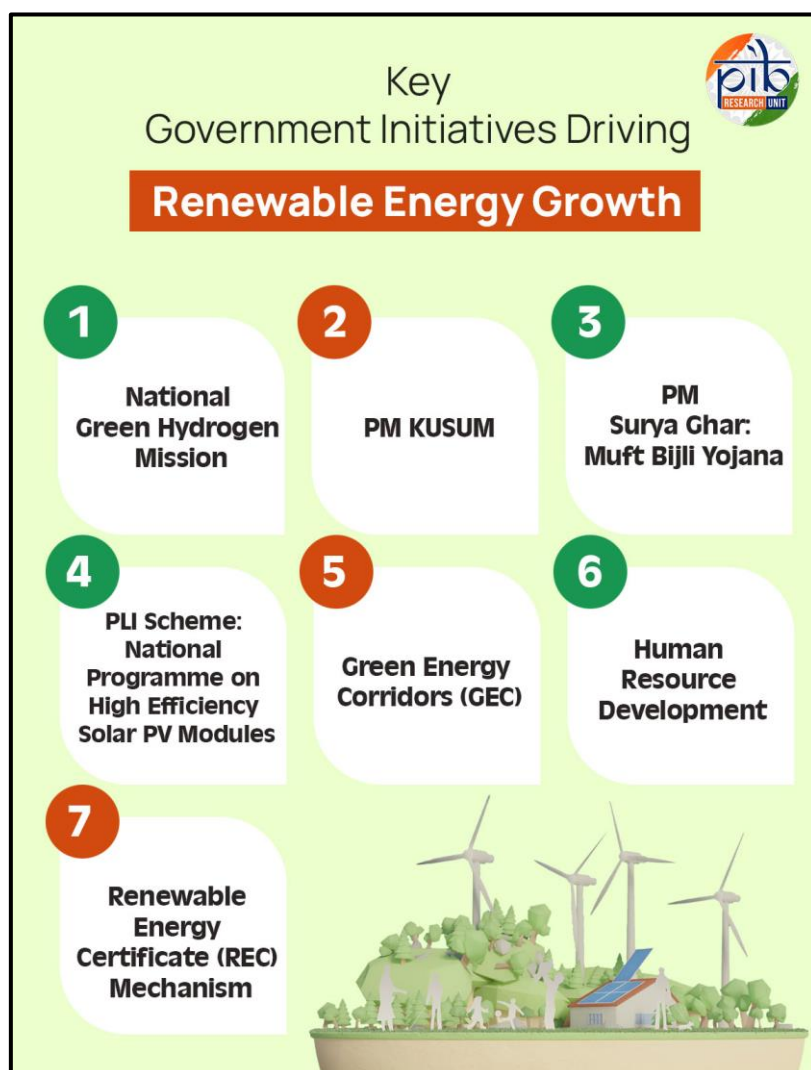 Key
Government Initiatives Driving
Renewable Energy Growth
pib
RESEARCH UNIT
1
National
Green Hydrogen
Mission
2
PM KUSUM
3
PM
Surya Ghar:
Muft Bijli Yojana
4
PLI Scheme:
National
Programme on
High Efficiency
Solar PV Modules
5
Green Energy
Corridors (GEC)
6
Human
Resource
Development
7
Renewable
Energy
Certificate (REC)
Mechanism